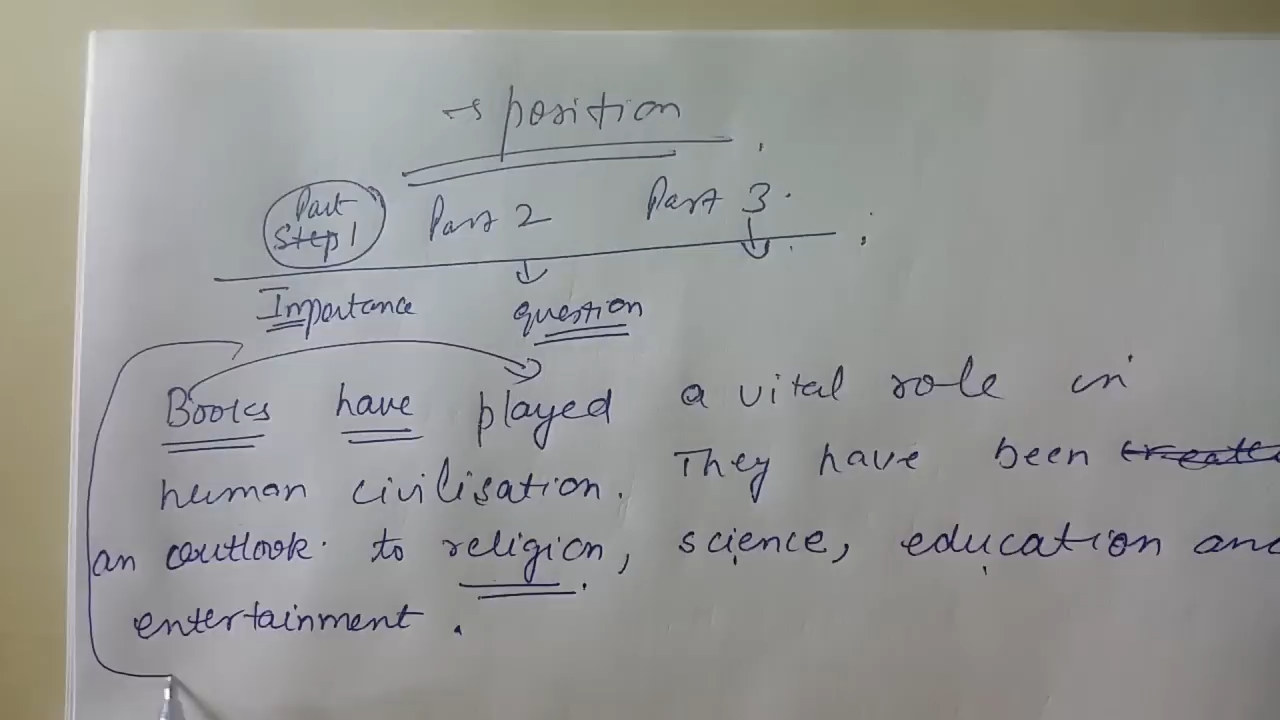 → position
Part Step 1 Part 2 Part 3.
Importance question
Books have played a vital role in
human civilisation. They have been
an outlook to religion, science, education and
entertainment.